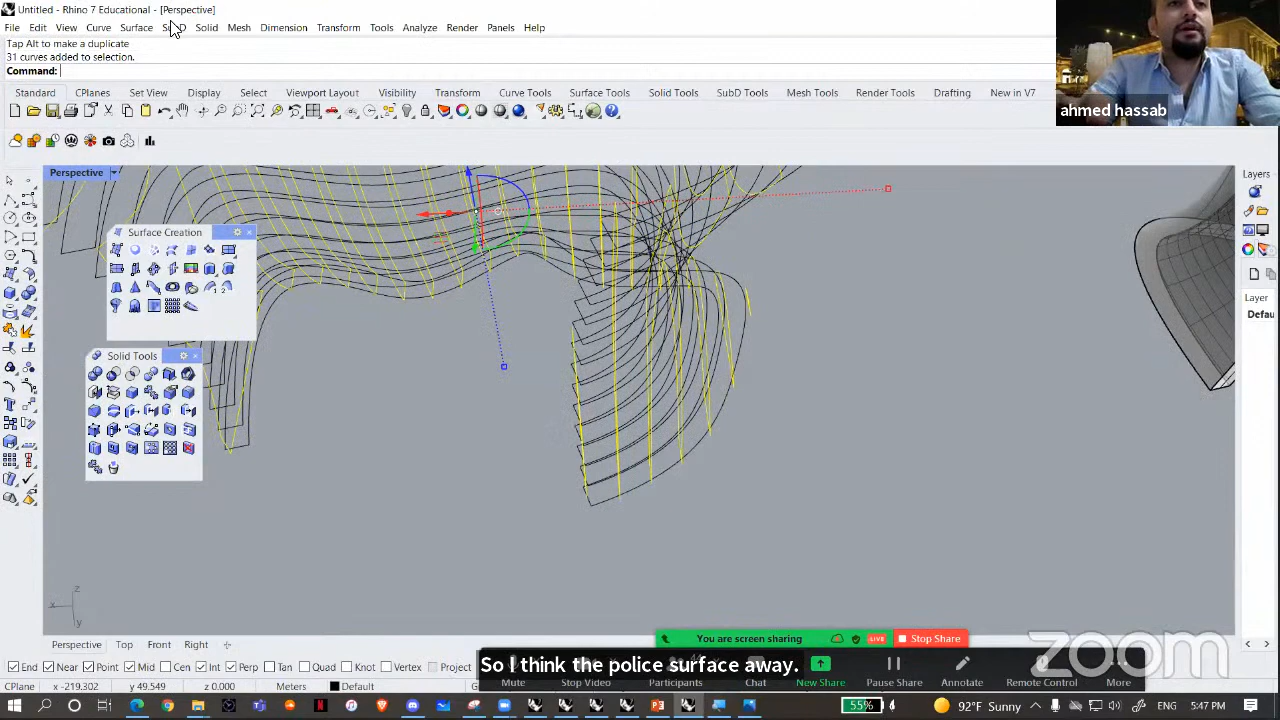 Untitled - Rhino 7 Educational - [Perspective]
File Edit View Curve Surface SubD Solid Mesh Dimension Transform Tools Analyze Render Panels Help
Tap Alt to make a duplicate
31 curves added to selection.
Command:
Standard CPlanes Set View Display Select Viewport Layout Visibility Transform Curve Tools Surface Tools Solid Tools SubD Tools Mesh Tools Render Tools Drafting New in V7
ahmed hassab
Perspective
Layers
Surface Creation
Solid Tools
Layer
Defau
z
x
y
Perspective Top Front Right
You are screen sharing LIVE Stop Share
zoom
So I think the police surface away.
End Near Point Mid Cen Int Perp Tan Quad Knot Vertex Project
Mute Stop Video Participants Chat New Share Pause Share Annotate Remote Control More
CPlane x -219.302 y 49.549 z 0.000 Meters Default
55% 92°F Sunny ENG 5:47 PM